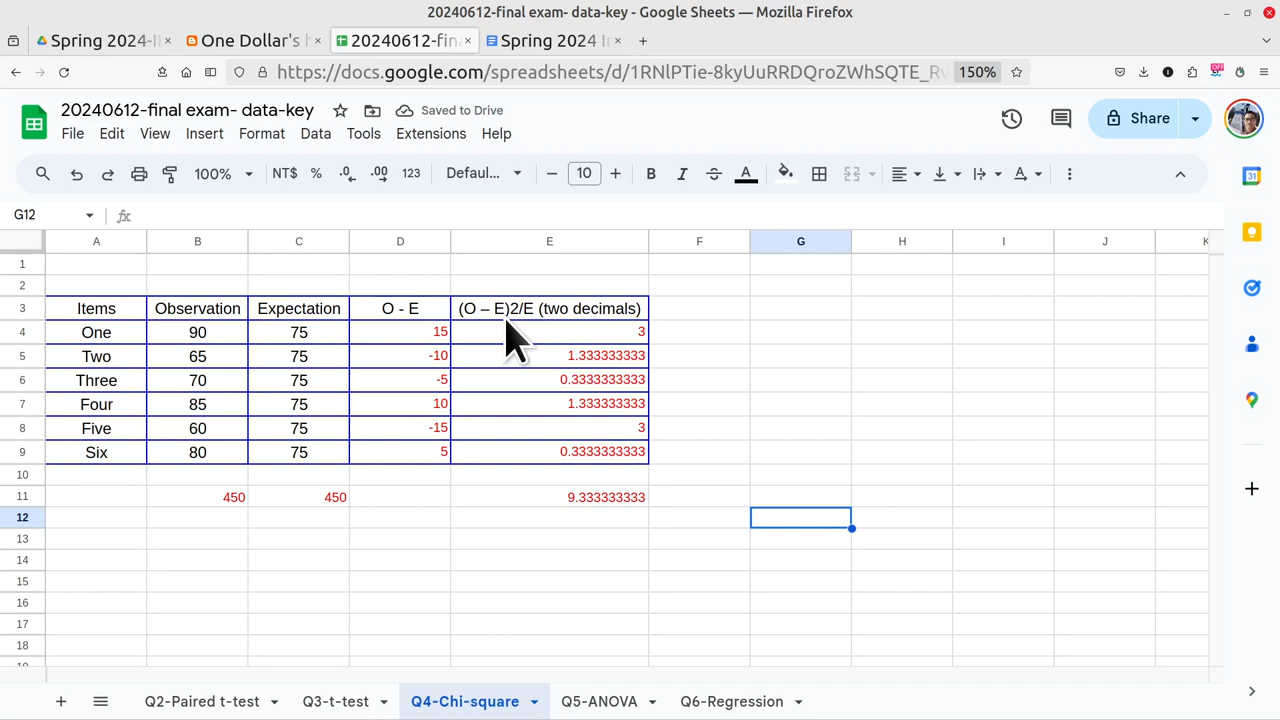 20240612-final exam- data-key - Google Sheets — Mozilla Firefox
Spring 2024-I
One Dollar's
20240612-fin
Spring 2024 I
https://docs.google.com/spreadsheets/d/1RNlPTie-8kyUuRRDQroZWhSQTE_Rv
150%
OFF
20240612-final exam- data-key
Saved to Drive
File Edit View Insert Format Data Tools Extensions Help
Share
100%
NT$ % .0 .00 123
Defaul...
10
B I S A
31
G12
fx
A B C D E F G H I J K
1
2
3 Items Observation Expectation O - E (O – E)2/E (two decimals)
4 One 90 75 15 3
5 Two 65 75 -10 1.333333333
6 Three 70 75 -5 0.3333333333
7 Four 85 75 10 1.333333333
8 Five 60 75 -15 3
9 Six 80 75 5 0.3333333333
10
11 450 450 9.333333333
12
13
14
15
16
17
18
Q2-Paired t-test
Q3-t-test
Q4-Chi-square
Q5-ANOVA
Q6-Regression